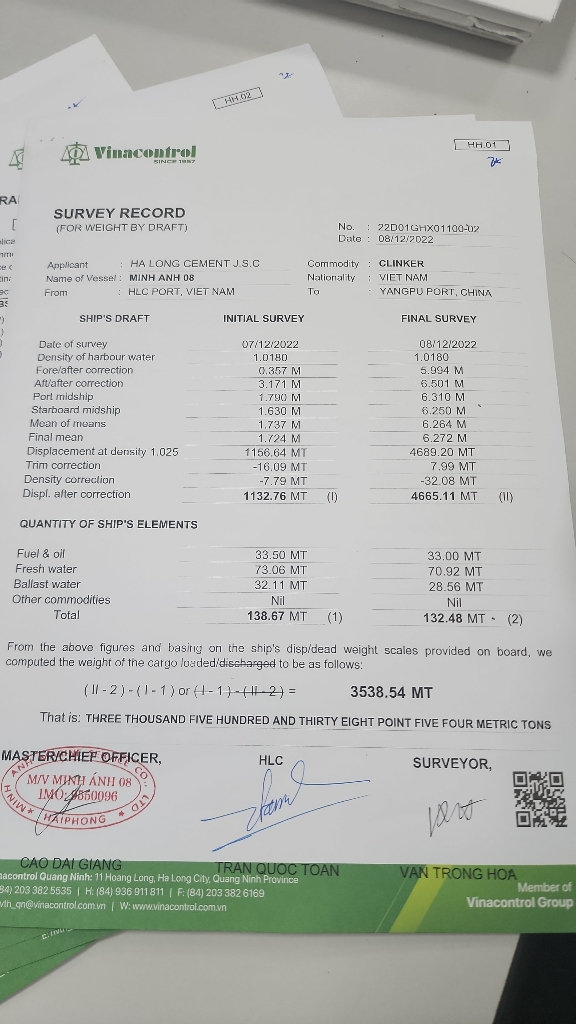 HH.02
HH.01
Vinacontrol
SINCE 1957
SURVEY RECORD
(FOR WEIGHT BY DRAFT)
No. : 22D01GHX01100-02
Date : 08/12/2022
Applicant : HA LONG CEMENT J.S.C Commodity : CLINKER
Name of Vessel : MINH ANH 08 Nationality : VIET NAM
From : HLC PORT, VIET NAM To : YANGPU PORT, CHINA
SHIP'S DRAFT INITIAL SURVEY FINAL SURVEY
Date of survey 07/12/2022 08/12/2022
Density of harbour water 1.0180 1.0180
Fore/after correction 0.357 M 5.994 M
Aft/after correction 3.171 M 6.501 M
Port midship 1.790 M 6.310 M
Starboard midship 1.630 M 6.250 M
Mean of means 1.737 M 6.264 M
Final mean 1.724 M 6.272 M
Displacement at density 1.025 1156.64 MT 4689.20 MT
Trim correction -16.09 MT 7.99 MT
Density correction -7.79 MT -32.08 MT
Displ. after correction 1132.76 MT (I) 4665.11 MT (II)
QUANTITY OF SHIP'S ELEMENTS
Fuel & oil 33.50 MT 33.00 MT
Fresh water 73.06 MT 70.92 MT
Ballast water 32.11 MT 28.56 MT
Other commodities Nil Nil
Total 138.67 MT (1) 132.48 MT (2)
From the above figures and basing on the ship's disp/dead weight scales provided on board, we
computed the weight of the cargo loaded/discharged to be as follows:
( II - 2 ) - ( I - 1 ) or ( I - 1 ) - ( II - 2 ) = 3538.54 MT
That is: THREE THOUSAND FIVE HUNDRED AND THIRTY EIGHT POINT FIVE FOUR METRIC TONS
MASTER/CHIEF OFFICER, HLC SURVEYOR,
M/V MINH ÁNH 08
IMO: 9850096
HAIPHONG
CAO DAI GIANG TRAN QUOC TOAN VAN TRONG HOA
nacontrol Quang Ninh: 11 Hoang Long, Ha Long City, Quang Ninh Province
84) 203 382 5535 | H: (84) 936 911 811 | F: (84) 203 382 6169
vth_qn@vinacontrol.com.vn | W: www.vinacontrol.com.vn
Member of
Vinacontrol Group